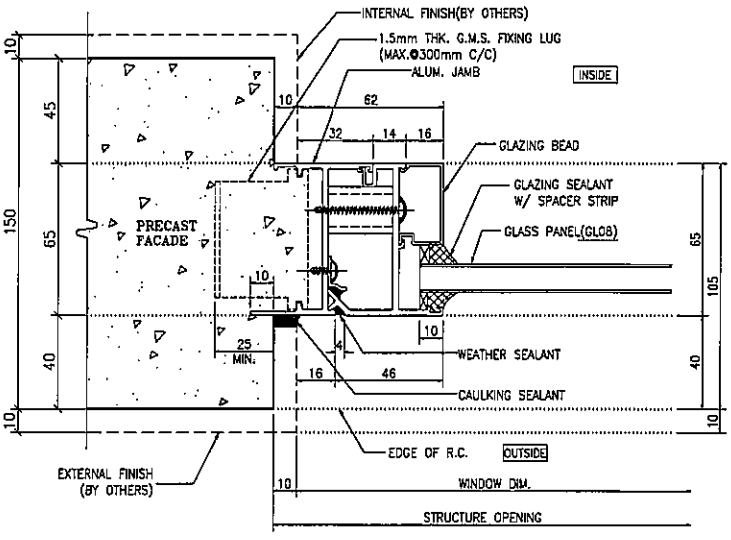 INTERNAL FINISH(BY OTHERS)
1.5mm THK. G.M.S. FIXING LUG
(MAX.@300mm C/C)
ALUM. JAMB
INSIDE
10
10
62
45
32
14
16
GLAZING BEAD
GLAZING SEALANT
W/ SPACER STRIP
GLASS PANEL(GL08)
150
PRECAST
FACADE
65
65
105
10
10
25
MIN.
4
WEATHER SEALANT
40
16
46
40
CAULKING SEALANT
10
10
EDGE OF R.C.
OUTSIDE
EXTERNAL FINISH
(BY OTHERS)
10
WINDOW DIM.
STRUCTURE OPENING